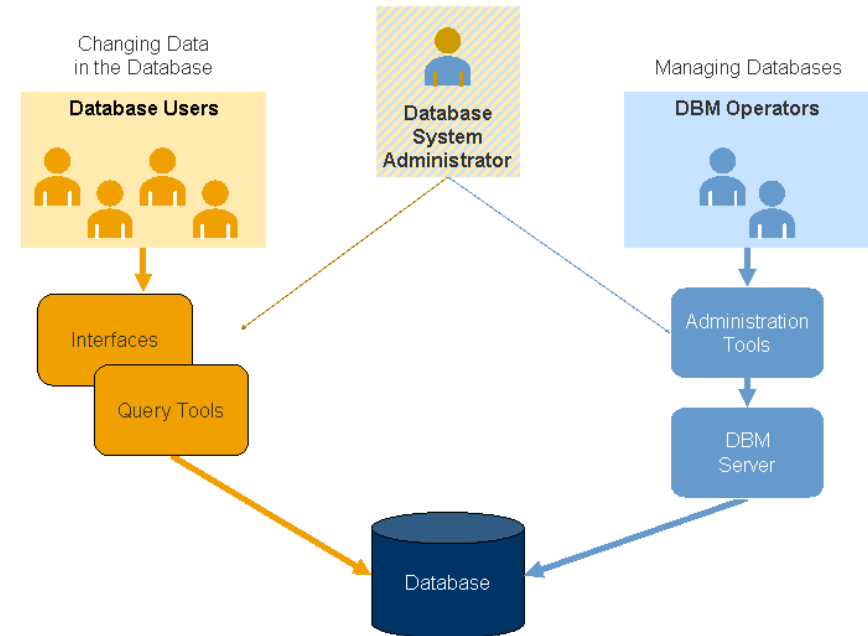 Changing Data
in the Database
Database Users
Database
System
Administrator
Managing Databases
DBM Operators
Interfaces
Query Tools
Administration
Tools
DBM
Server
Database